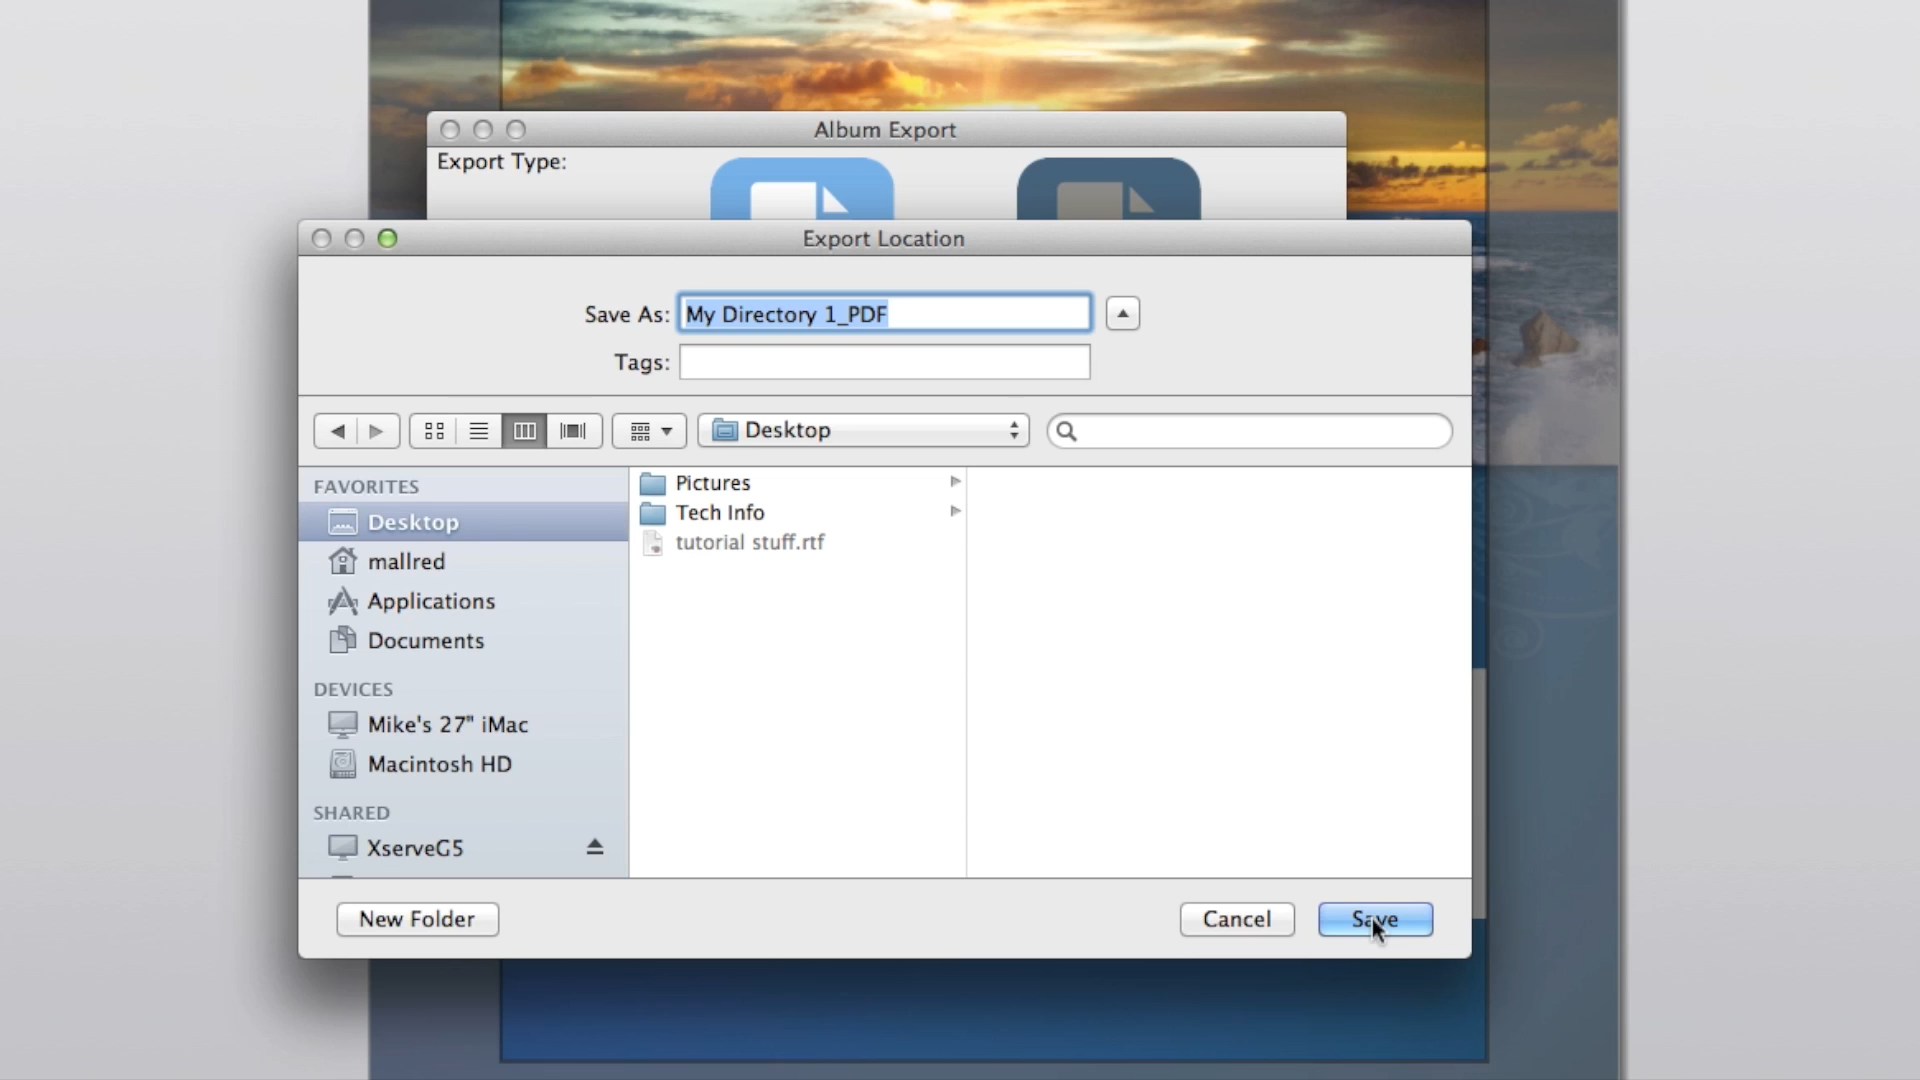 Album Export
Export Type:
Export Location
Save As: My Directory 1_PDF
Tags:
Desktop
FAVORITES
Desktop
mallred
Applications
Documents
DEVICES
Mike's 27" iMac
Macintosh HD
SHARED
XserveG5
Pictures
Tech Info
tutorial stuff.rtf
New Folder
Cancel
Save